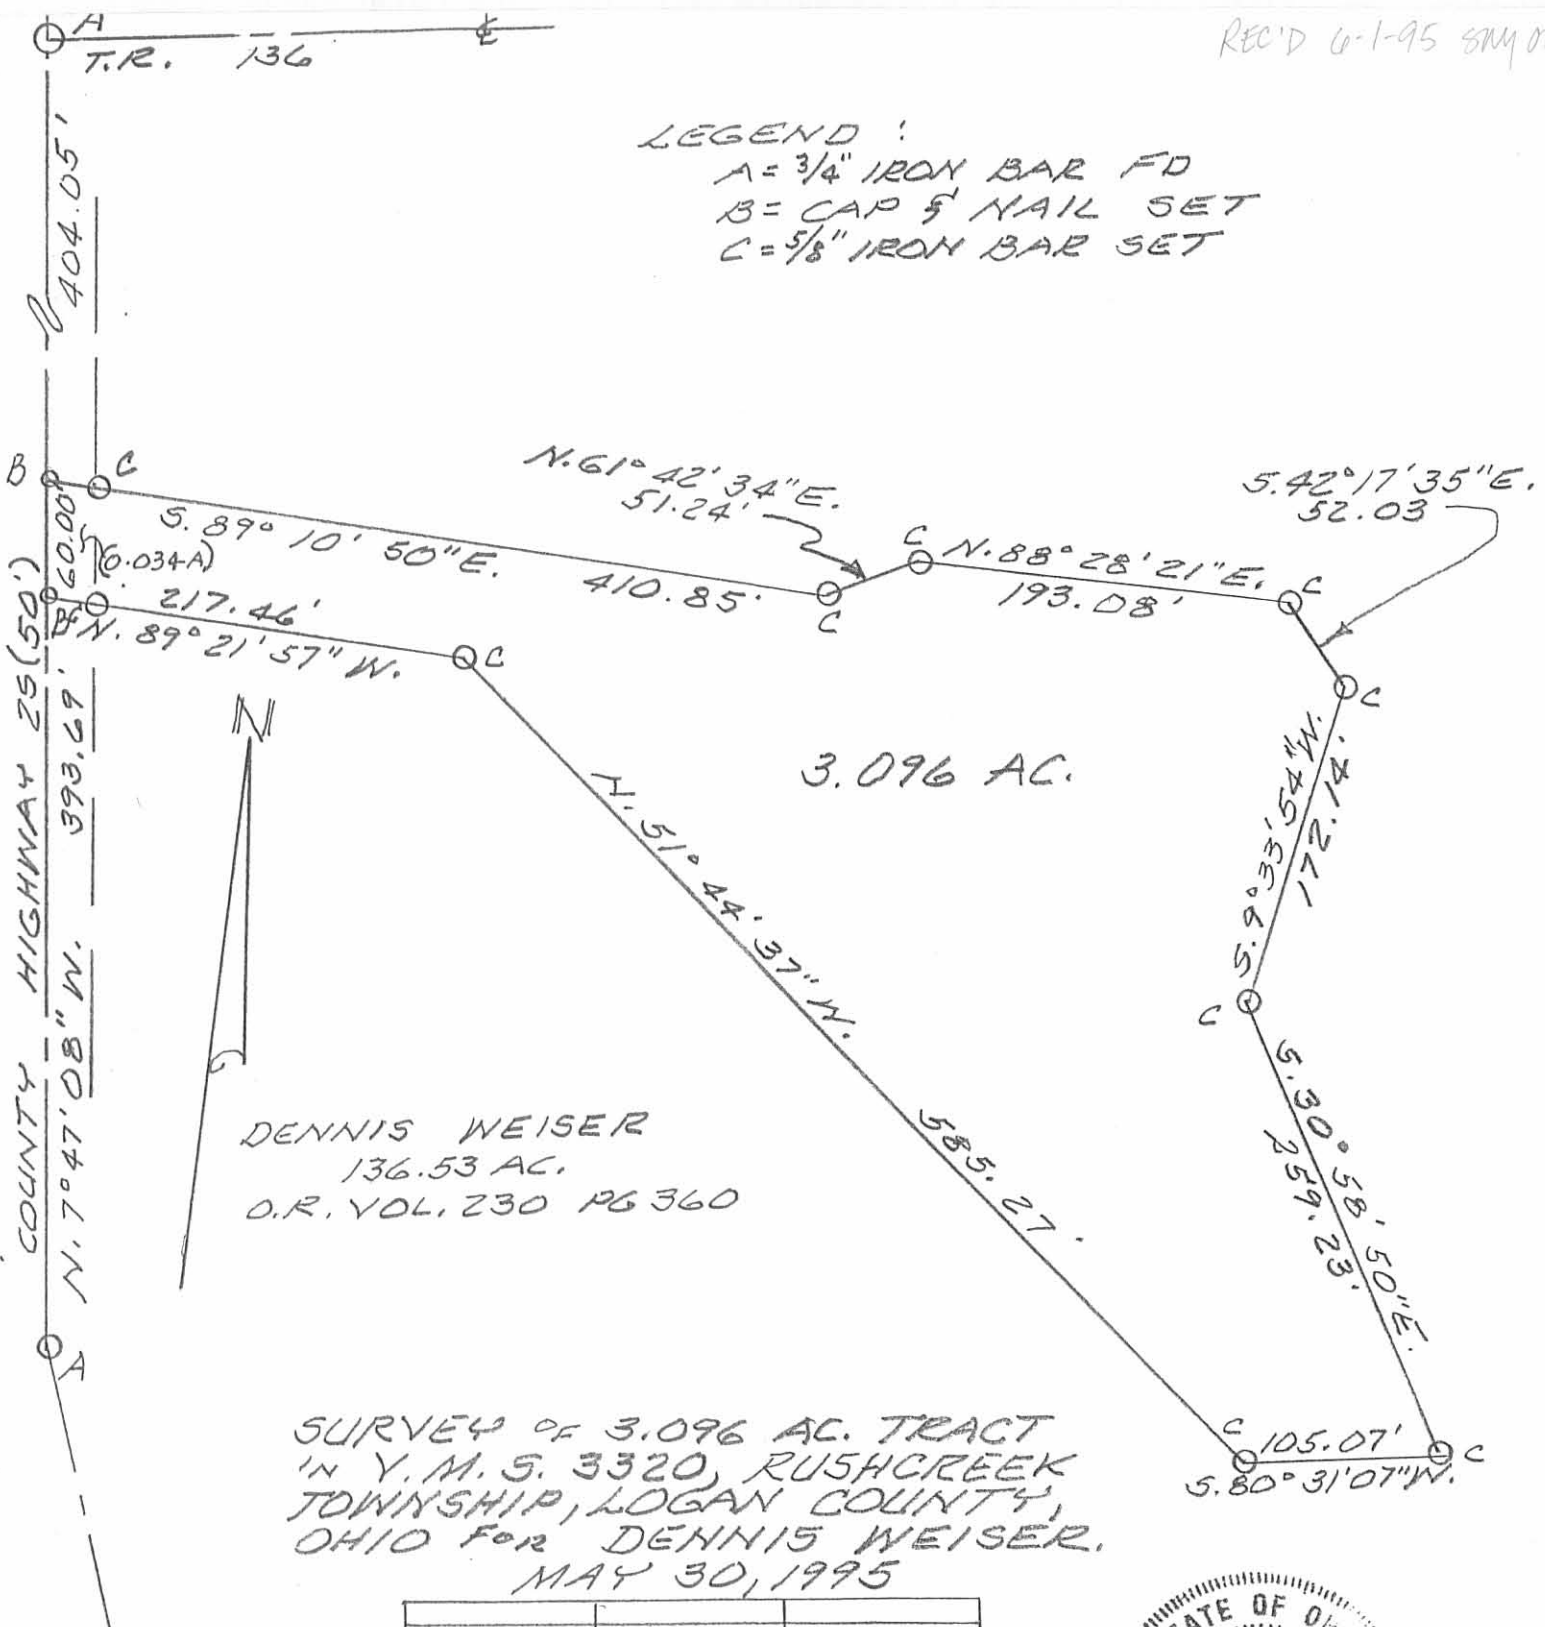 A
T.R. 136
℄
REC'D 6-1-95
404.05'
LEGEND :
A = 3/4" IRON BAR FD
B = CAP & NAIL SET
C = 5/8" IRON BAR SET
B
C
60.00'
(0.034A)
S. 89° 10' 50" E.
410.85'
N. 61° 42' 34" E.
51.24'
C
C
N. 88° 28' 21" E.
193.08'
C
S. 42° 17' 35" E.
52.03
C
B
C
217.46'
N. 89° 21' 57" W.
C
COUNTY HIGHWAY 25 (50')
N. 7° 47' 08" W. 393.69'
N
3.096 AC.
S. 9° 33' 54" W.
172.14'
C
N. 51° 44' 37" W.
585.27'
S. 30° 58' 50" E.
259.23'
DENNIS WEISER
136.53 AC.
O.R. VOL. 230 PG 360
A
C
105.07'
C
S. 80° 31' 07" W.
SURVEY OF 3.096 AC. TRACT
IN V.M.S. 3320, RUSHCREEK
TOWNSHIP, LOGAN COUNTY,
OHIO FOR DENNIS WEISER.
MAY 30, 1995
ATE OF O